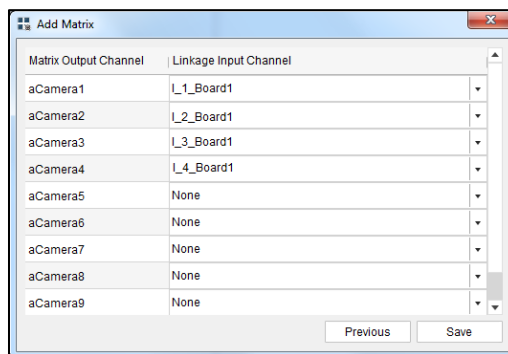 Add Matrix
Matrix Output Channel Linkage Input Channel
aCamera1 I_1_Board1
aCamera2 I_2_Board1
aCamera3 I_3_Board1
aCamera4 I_4_Board1
aCamera5 None
aCamera6 None
aCamera7 None
aCamera8 None
aCamera9 None
Previous Save